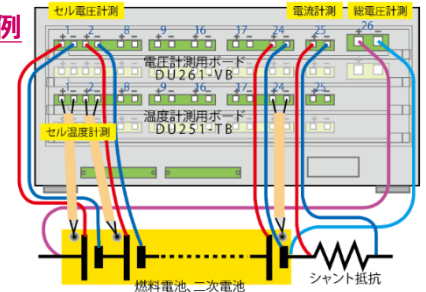 例
セル電圧計測
電流計測
総電圧計測
1 2 8 9 16 17 24 25 26
電圧計測用ボード
DU261-VB
1 2 8 9 16 17 24 25
温度計測用ボード
DU251-TB
セル温度計測
燃料電池、二次電池
シャント抵抗